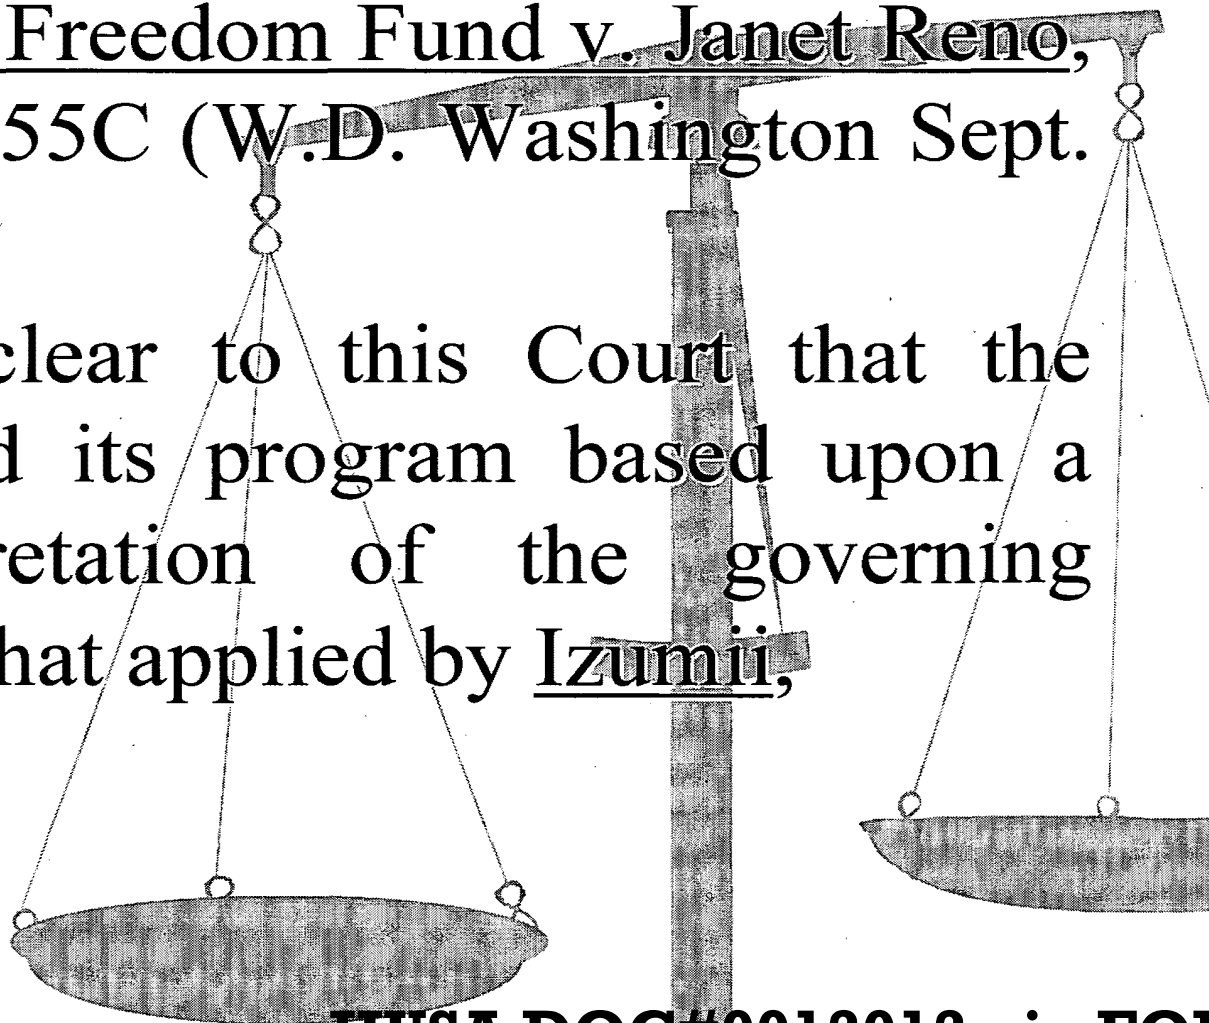 Freedom Fund v. Janet Reno,
55C (W.D. Washington Sept.
clear to this Court that the
d its program based upon a
retation of the governing
hat applied by Izumii,